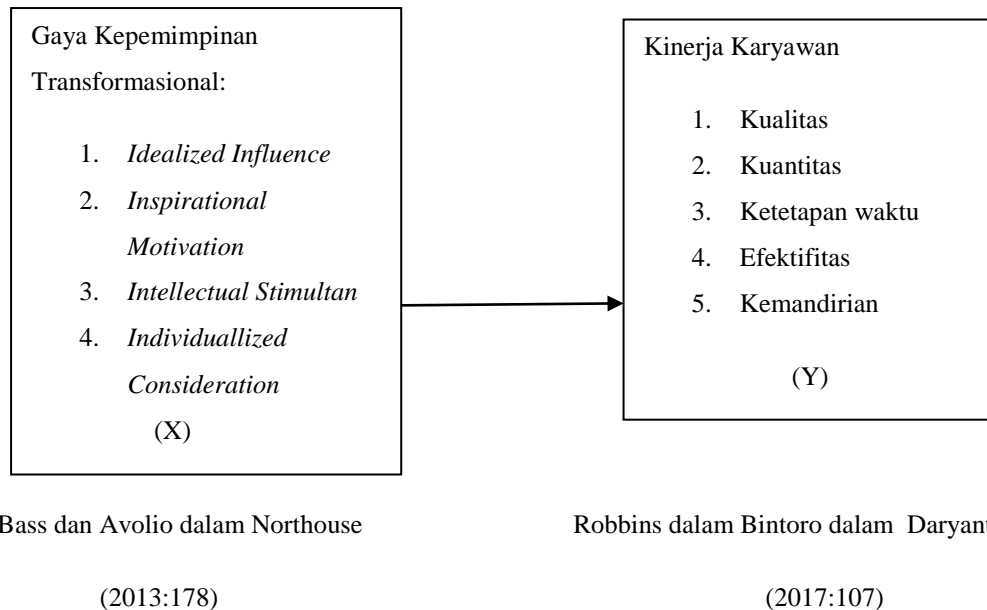 Gaya Kepemimpinan
Transformasional:
1. Idealized Influence
2. Inspirational
Motivation
3. Intellectual Stimultan
4. Individuallized
Consideration
(X)
Kinerja Karyawan
1. Kualitas
2. Kuantitas
3. Ketetapan waktu
4. Efektifitas
5. Kemandirian
(Y)
Bass dan Avolio dalam Northouse
(2013:178)
Robbins dalam Bintoro dalam
(2017:107)